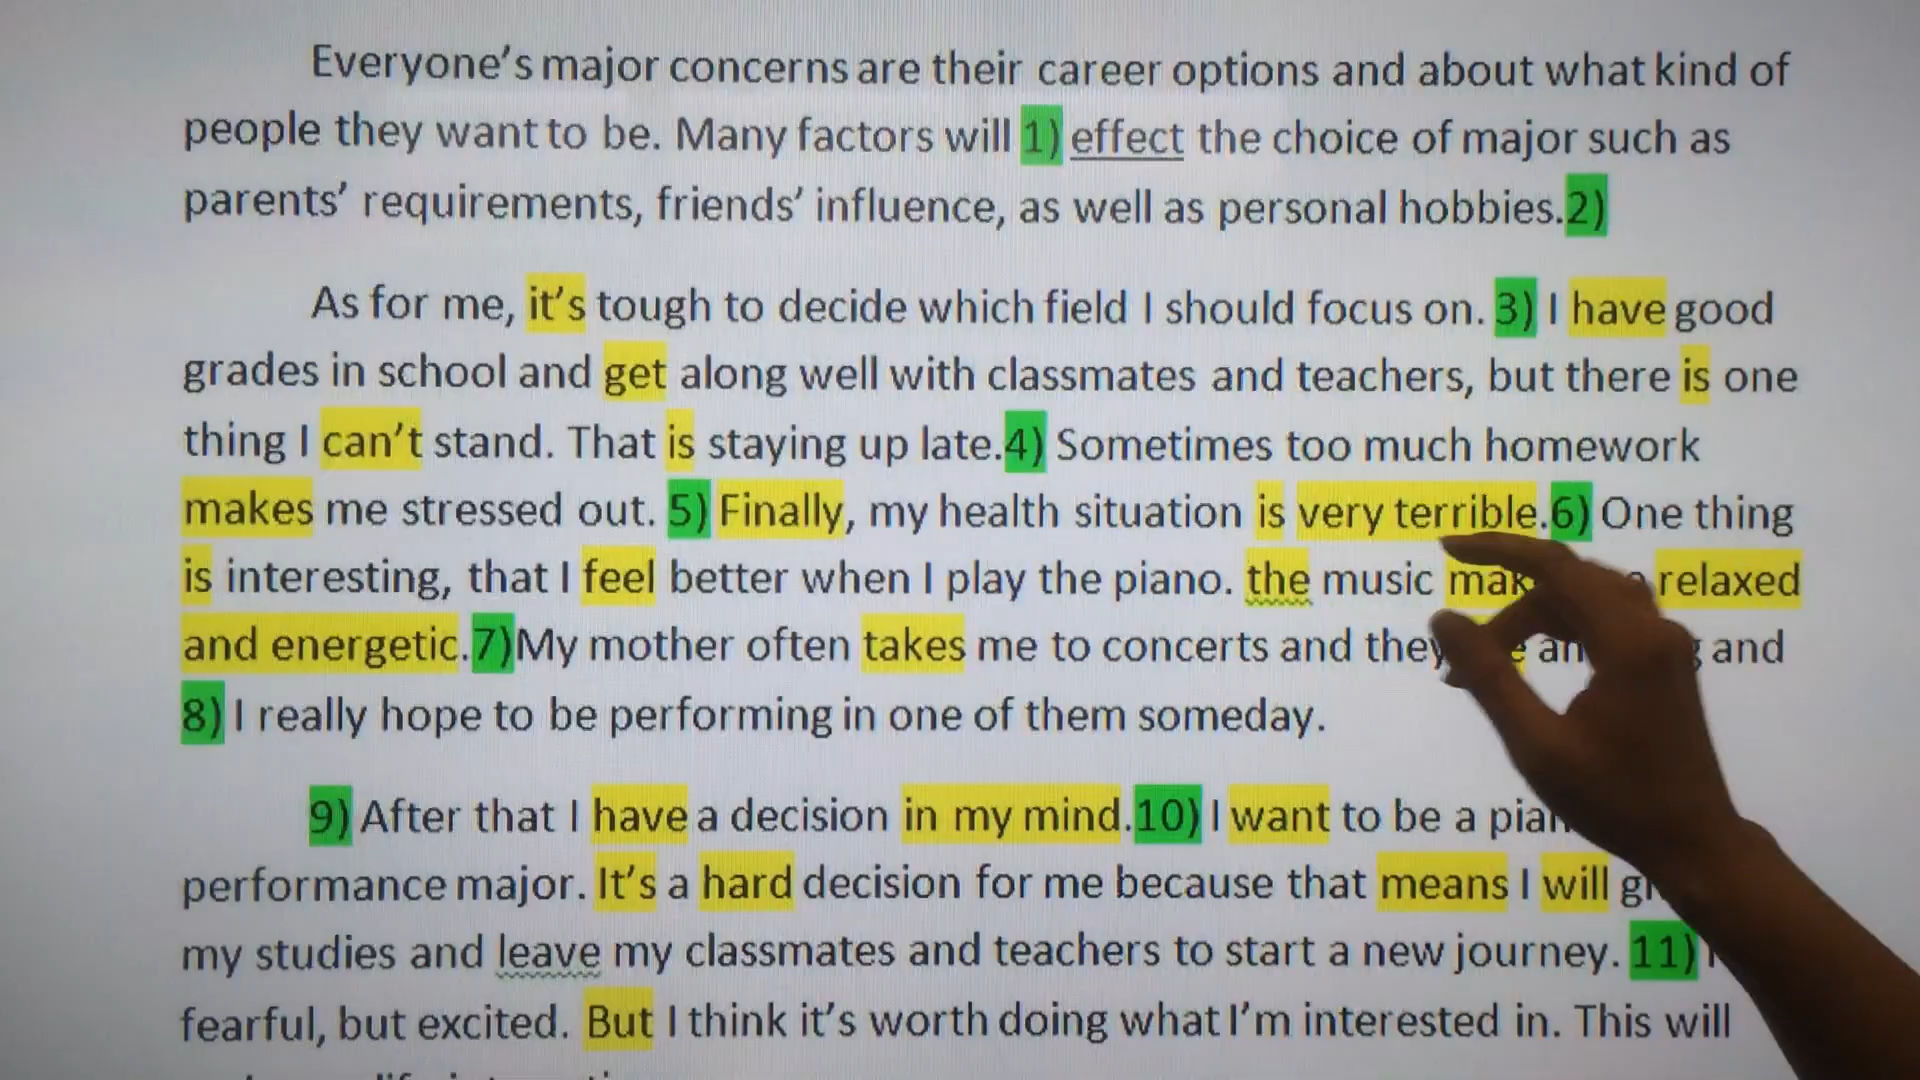 Everyone's major concerns are their career options and about what kind of
people they want to be. Many factors will 1) effect the choice of major such as
parents' requirements, friends' influence, as well as personal hobbies.2)
As for me, it's tough to decide which field I should focus on. 3) I have good
grades in school and get along well with classmates and teachers, but there is one
thing I can't stand. That is staying up late.4) Sometimes too much homework
makes me stressed out. 5) Finally, my health situation is very terrible.6) One thing
is interesting, that I feel better when I play the piano. the music relaxed
and energetic.7)My mother often takes me to concerts and they and
8) I really hope to be performing in one of them someday.
9) After that I have a decision in my mind.10) I want to be a
performance major. It's a hard decision for me because that means I will
my studies and leave my classmates and teachers to start a new journey. 11)
fearful, but excited. But I think it's worth doing what I'm interested in. This will